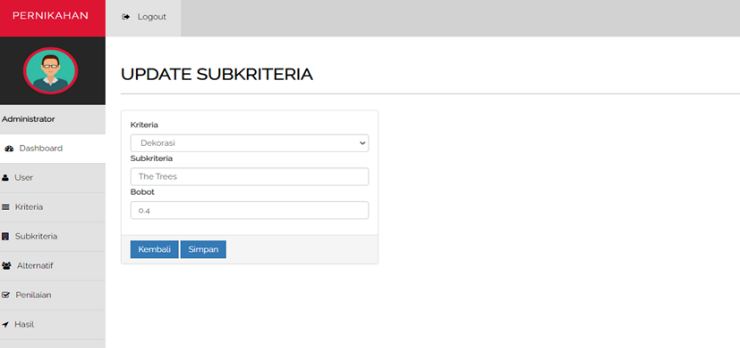 PERNIKAHAN
Logout
Administrator
Dashboard
User
Kriteria
Subkriteria
Alternatif
Penilaian
Hasil
UPDATE SUBKRITERIA
Kriteria
Dekorasi
Subkriteria
The Trees
Bobot
0.4
Kembali
Simpan